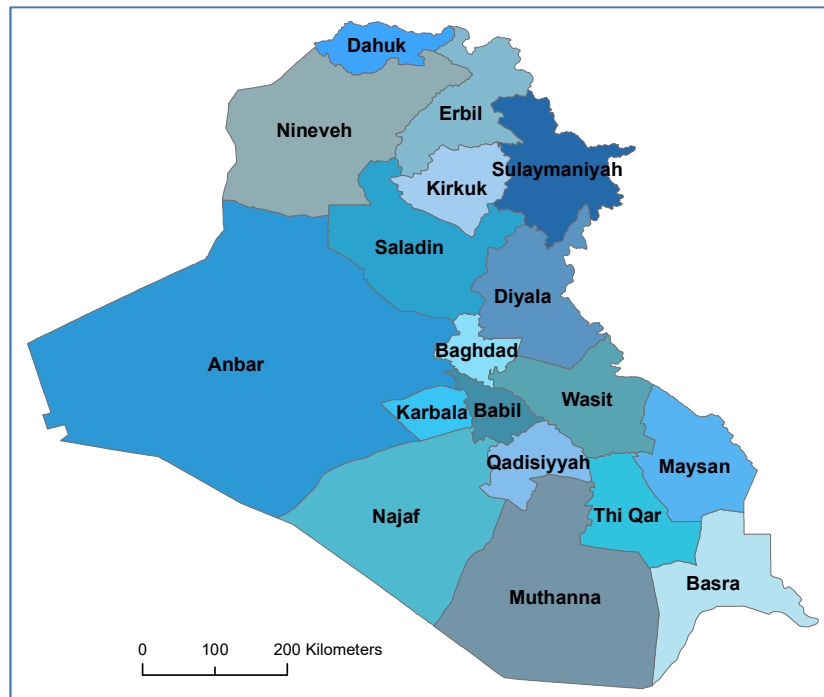 Dahuk
Erbil
Nineveh
Sulaymaniyah
Kirkuk
Saladin
Diyala
Baghdad
Anbar
Wasit
Karbala
Babil
Qadisiyyah
Maysan
Najaf
Thi Qar
Basra
Muthanna
0 100 200 Kilometers